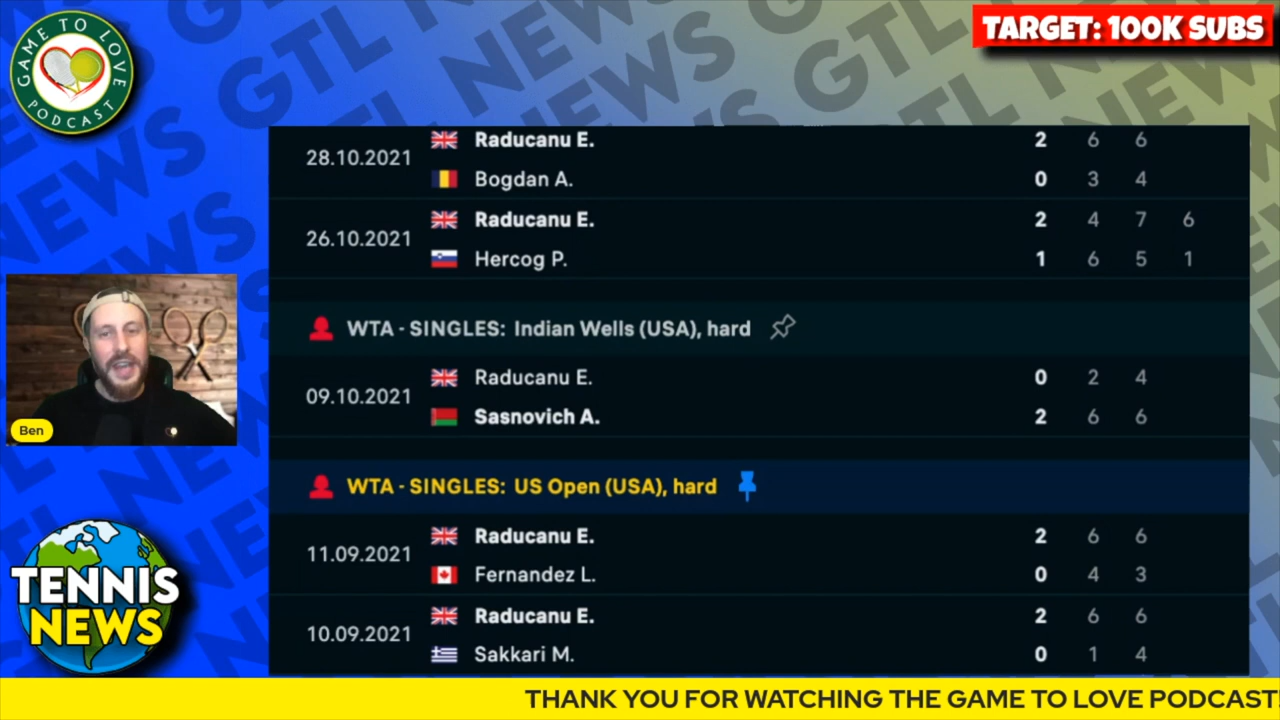 GAME TO LOVE
PODCAST
TARGET: 100K SUBS
GTL NEWS
28.10.2021
Raducanu E. 2 6 6
Bogdan A. 0 3 4
26.10.2021
Raducanu E. 2 4 7 6
Hercog P. 1 6 5 1
WTA - SINGLES: Indian Wells (USA), hard
09.10.2021
Raducanu E. 0 2 4
Sasnovich A. 2 6 6
WTA - SINGLES: US Open (USA), hard
11.09.2021
Raducanu E. 2 6 6
Fernandez L. 0 4 3
10.09.2021
Raducanu E. 2 6 6
Sakkari M. 0 1 4
Ben
TENNIS
NEWS
THANK YOU FOR WATCHING THE GAME TO LOVE PODCAST